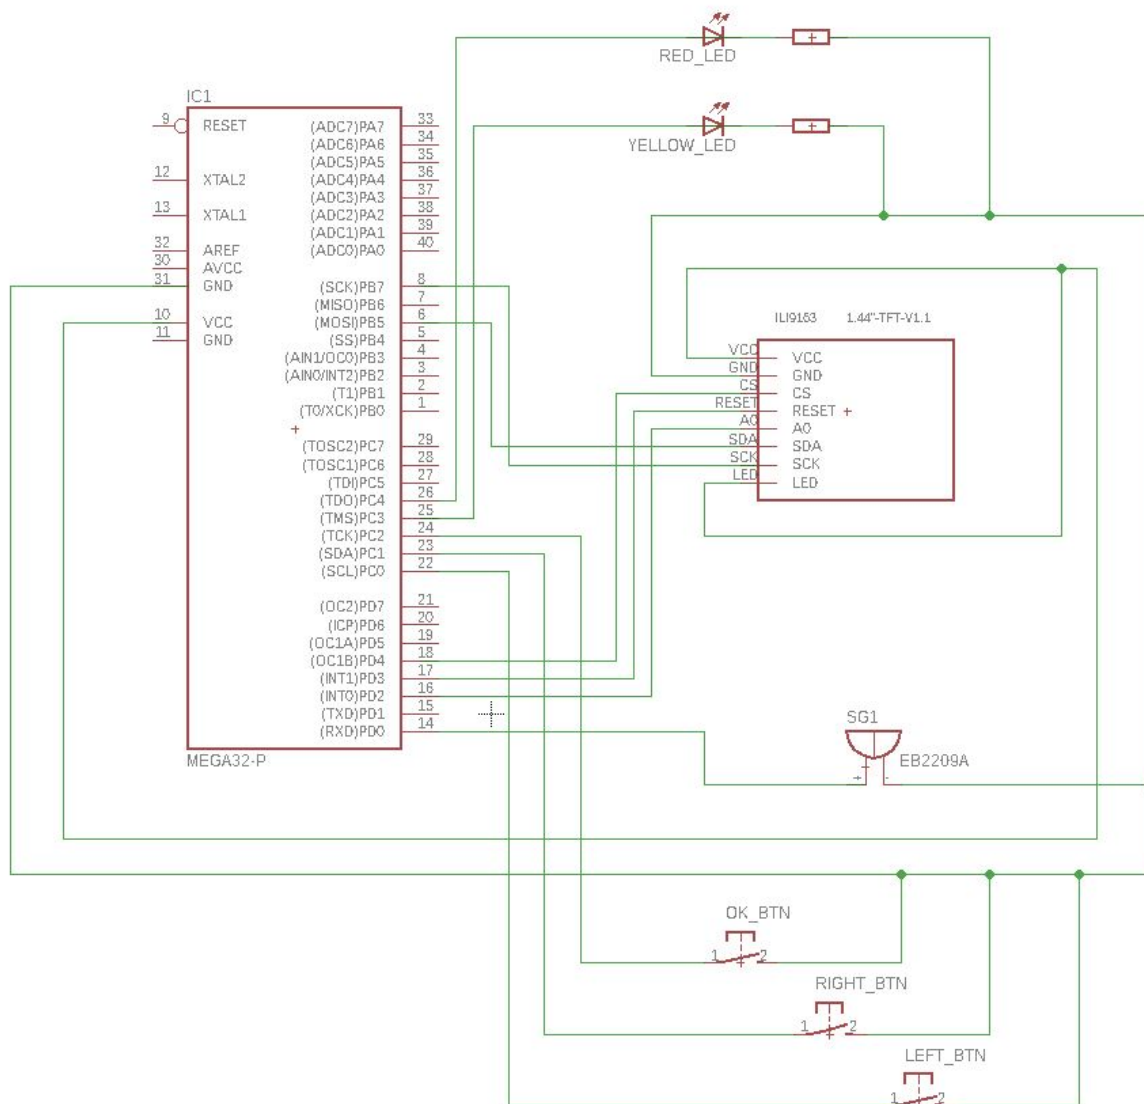 RED_LED
YELLOW_LED
IC1
9 RESET
12 XTAL2
13 XTAL1
32 AREF
30 AVCC
31 GND
10 VCC
11 GND
(ADC7)PA7 33
(ADC6)PA6 34
(ADC5)PA5 35
(ADC4)PA4 36
(ADC3)PA3 37
(ADC2)PA2 38
(ADC1)PA1 39
(ADC0)PA0 40
(SCK)PB7 8
(MISO)PB6 7
(MOSI)PB5 6
(SS)PB4 5
(AIN1/OC0)PB3 4
(AIN0/INT2)PB2 3
(T1)PB1 2
(T0/XCK)PB0 1
(TOSC2)PC7 29
(TOSC1)PC6 28
(TDI)PC5 27
(TDO)PC4 26
(TMS)PC3 25
(TCK)PC2 24
(SDA)PC1 23
(SCL)PC0 22
(OC2)PD7 21
(ICP)PD6 20
(OC1A)PD5 19
(OC1B)PD4 18
(INT1)PD3 17
(INT0)PD2 16
(TXD)PD1 15
(RXD)PD0 14
MEGA32-P
ILI9163 1.44"-TFT-V1.1
VCC VCC
GND GND
CS CS
RESET RESET
A0 A0
SDA SDA
SCK SCK
LED LED
SG1
EB2209A
+ -
OK_BTN
1 2
RIGHT_BTN
1 2
LEFT_BTN
1 2